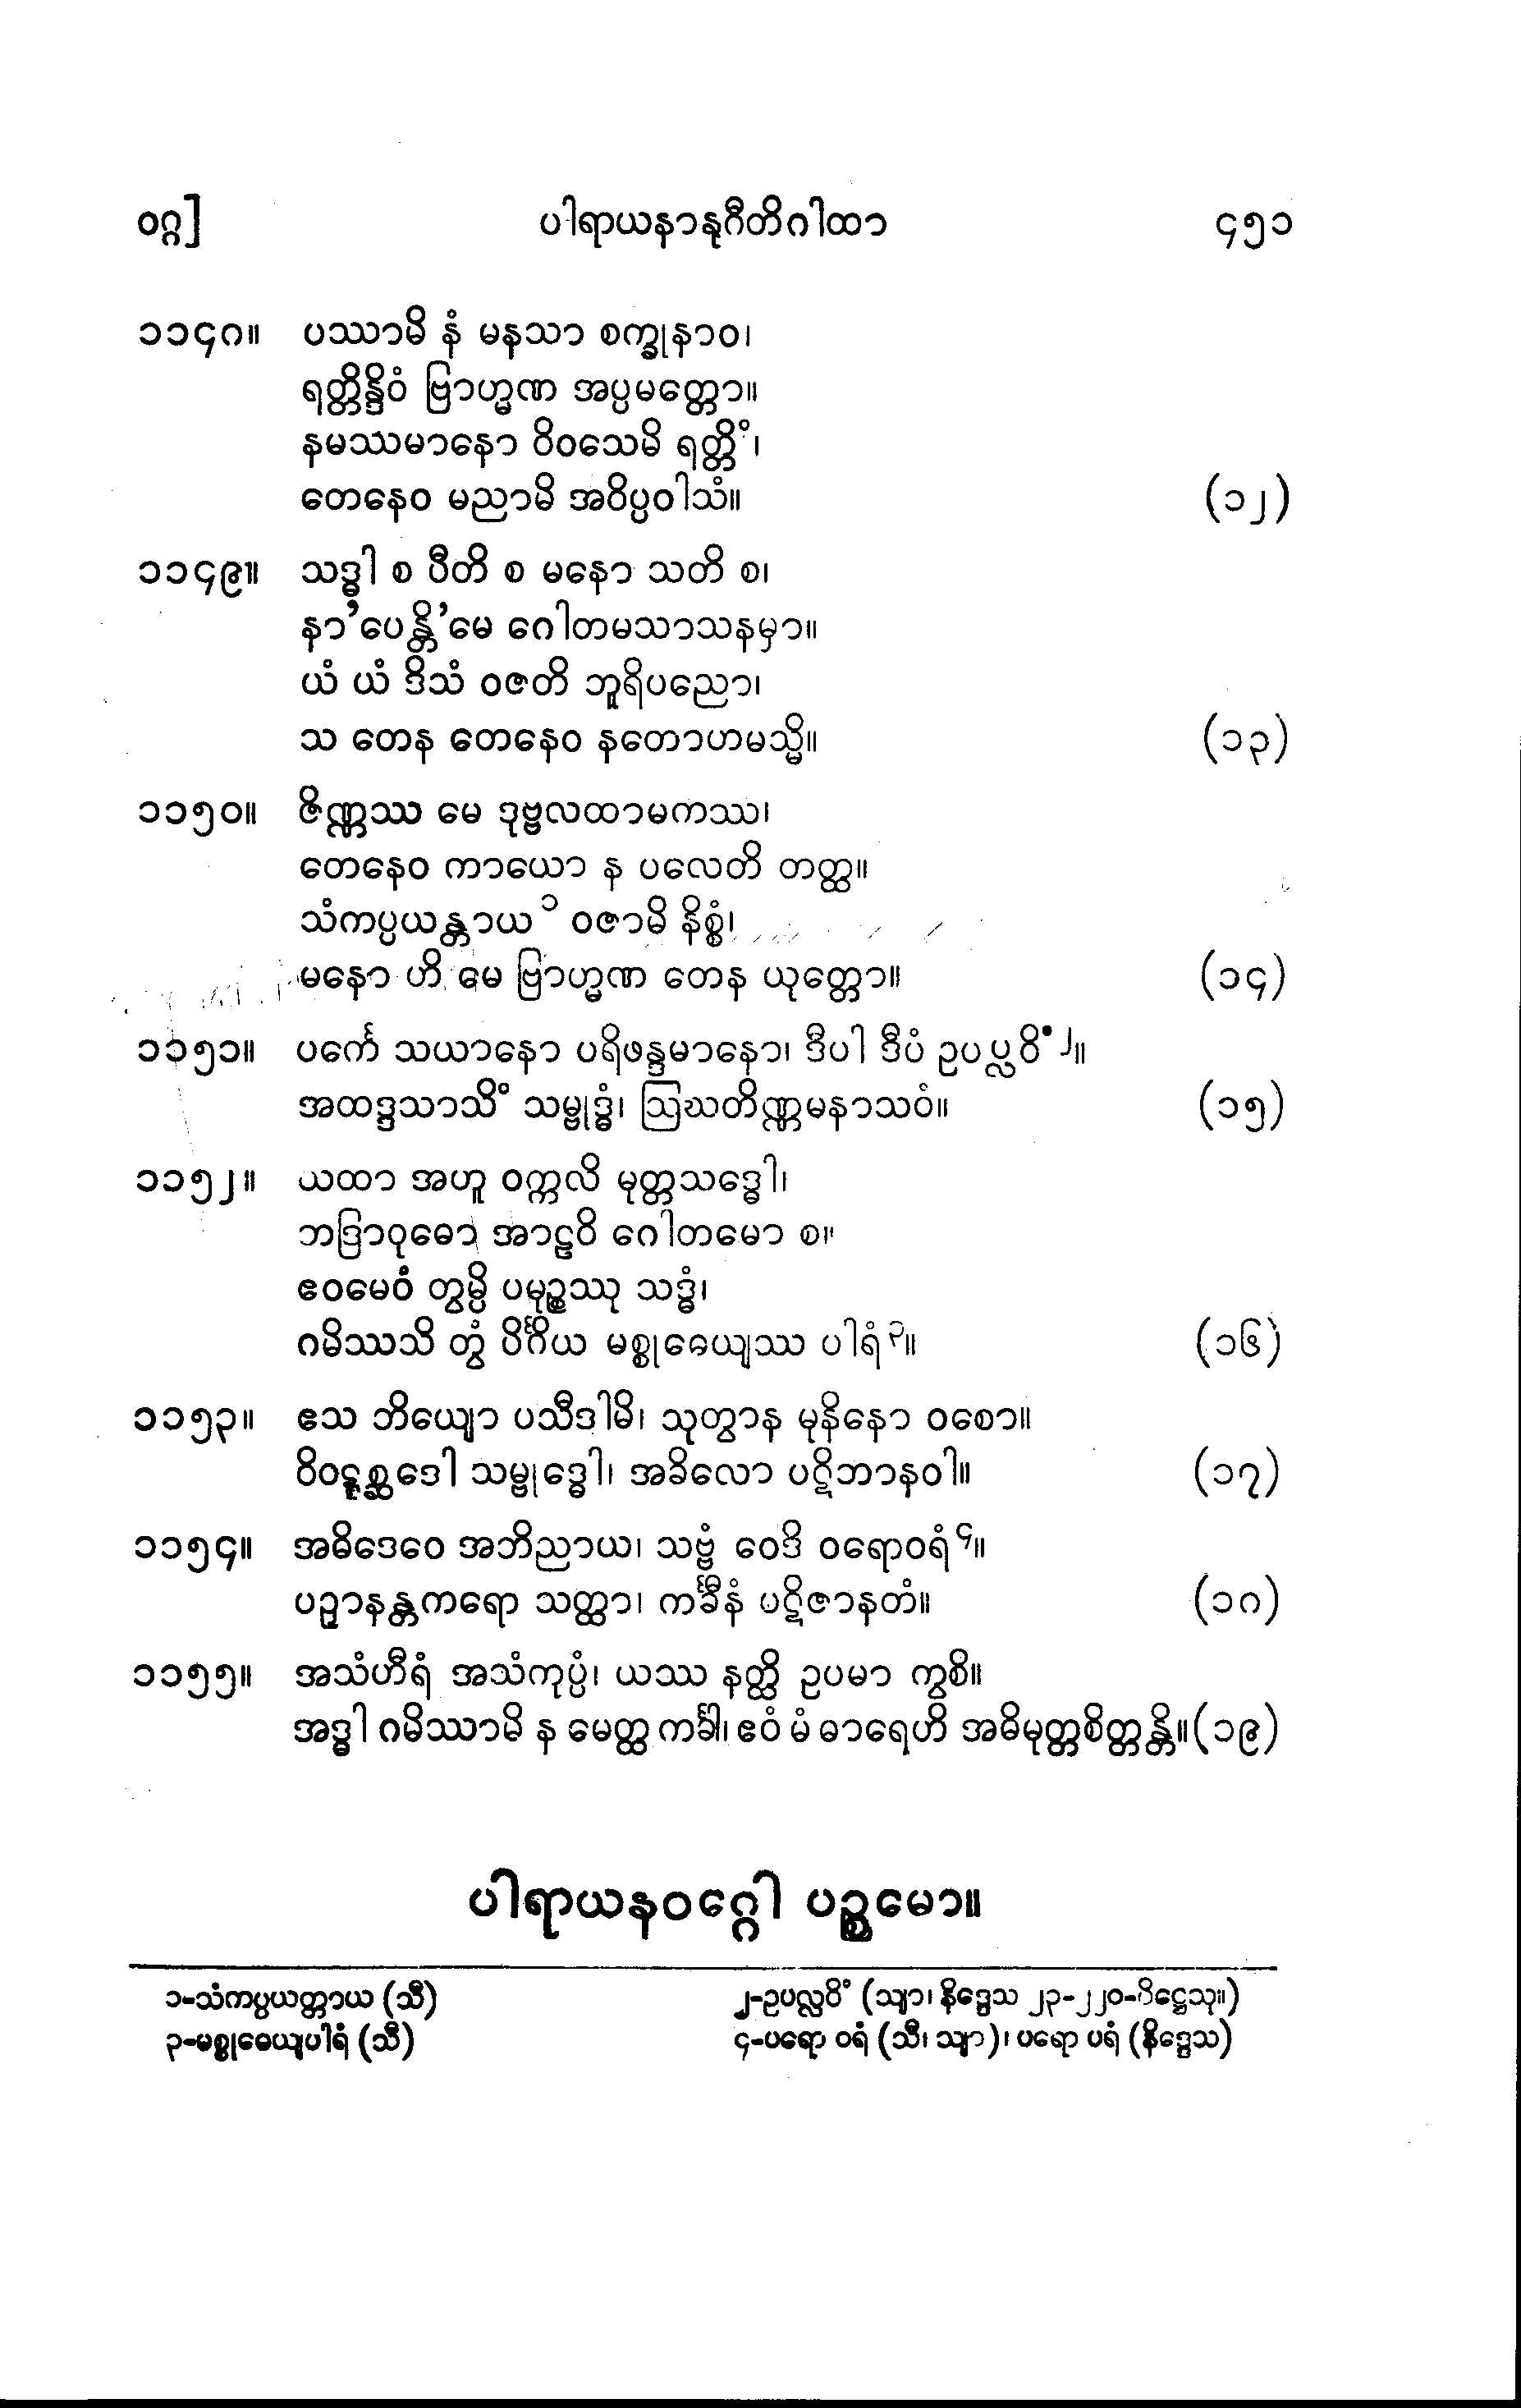 ဝဂ္ဂ] ပါရာယနာနုဂီတိဂါထာ ၄၅၁
၁၁၄၈။ ပဿာမိ နံ မနသာ စက္ခုနာဝ၊
ရတ္တိန္ဒိဝံ ဗြာဟ္မဏ အပ္ပမတ္တော။
နမဿမာနော ဝိဝသေမိ ရတ္တိံ၊
တေနေဝ မညာမိ အဝိပ္ပဝါသံ။ (၁၂)
၁၁၄၉။ သဒ္ဓါ စ ပီတိ စ မနော သတိ စ၊
နာ’ပေန္တိ’မေ ဂေါတမသာသနမှာ။
ယံ ယံ ဒိသံ ဝဇတိ ဘူရိပညော၊
သ တေန တေနေဝ နတောဟမသ္မိ။ (၁၃)
၁၁၅၀။ ဇိဏ္ဏဿ မေ ဒုဗ္ဗလထာမကဿ၊
တေနေဝ ကာယော န ပလေတိ တတ္ထ။
သံကပ္ပယန္တာယ ၁ ဝဇာမိ နိစ္စံ၊
မနော ဟိ မေ ဗြာဟ္မဏ တေန ယုတ္တော။ (၁၄)
၁၁၅၁။ ပင်္ကေ သယာနော ပရိဖန္ဒမာနော၊ ဒီပါ ဒီပံ ဥပပ္လဝိံ ၂။
အထဒ္ဒသာသိံ သမ္ဗုဒ္ဓံ၊ ဩဃတိဏ္ဏမနာသဝံ။ (၁၅)
၁၁၅၂။ ယထာ အဟူ ဝက္ကလိ မုတ္တသဒ္ဓေါ၊
ဘဒြာဝုဓော အာဠဝိ ဂေါတမော စ။
ဧဝမေဝံ တွမ္ပိ ပမုဉ္စဿု သဒ္ဓံ၊
ဂမိဿသိ တွံ ပိင်္ဂိယ မစ္စုဓေယျဿ ပါရံ ၃။ (၁၆)
၁၁၅၃။ ဧသ ဘိယျော ပသီဒါမိ၊ သုတွာန မုနိနော ဝစော။
ဝိဝဋ္ဋစ္ဆဒေါ သမ္ဗုဒ္ဓေါ၊ အခိလော ပဋိဘာနဝါ။ (၁၇)
၁၁၅၄။ အဓိဒေဝေ အဘိညာယ၊ သဗ္ဗံ ဝေဒိ ဝရောဝရံ ၄။
ပဉှာနန္တကရော သတ္ထာ၊ ကင်္ခီနံ ပဋိဇာနတံ။ (၁၈)
၁၁၅၅။ အသံဟီရံ အသံကုပ္ပံ၊ ယဿ နတ္ထိ ဥပမာ ကွစိ။
အဒ္ဓါ ဂမိဿာမိ န မေတ္ထ ကင်္ခါ၊ ဧဝံ မံ ဓာရေဟိ အဓိမုတ္တစိတ္တန္တိ။ (၁၉)
ပါရာယနဝဂ္ဂေါ ပဉ္စမော။
၁-သံကပ္ပယတ္တာယ (သီ) ၂-ဥပလ္လဝိံ (သျာ၊ နိဒ္ဒေသ ၂၃-၂၂၀-ပိဋ္ဌေသု။)
၃-မစ္စုဓေယျပါရံ (သီ) ၄-ပရော ဝရံ (သီ၊ သျာ)၊ ပရော ပရံ (နိဒ္ဒေသ)